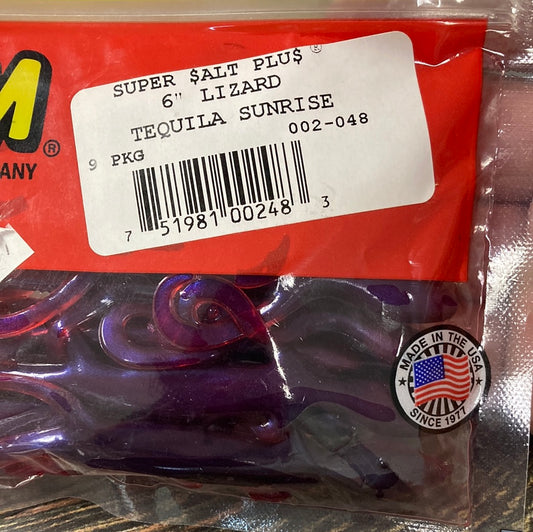 M®
MPANY
SUPER $ALT PLU$®
6" LIZARD
TEQUILA SUNRISE
9 PKG 002-048
7 51981 00248 3
MADE IN THE USA
SINCE 1977